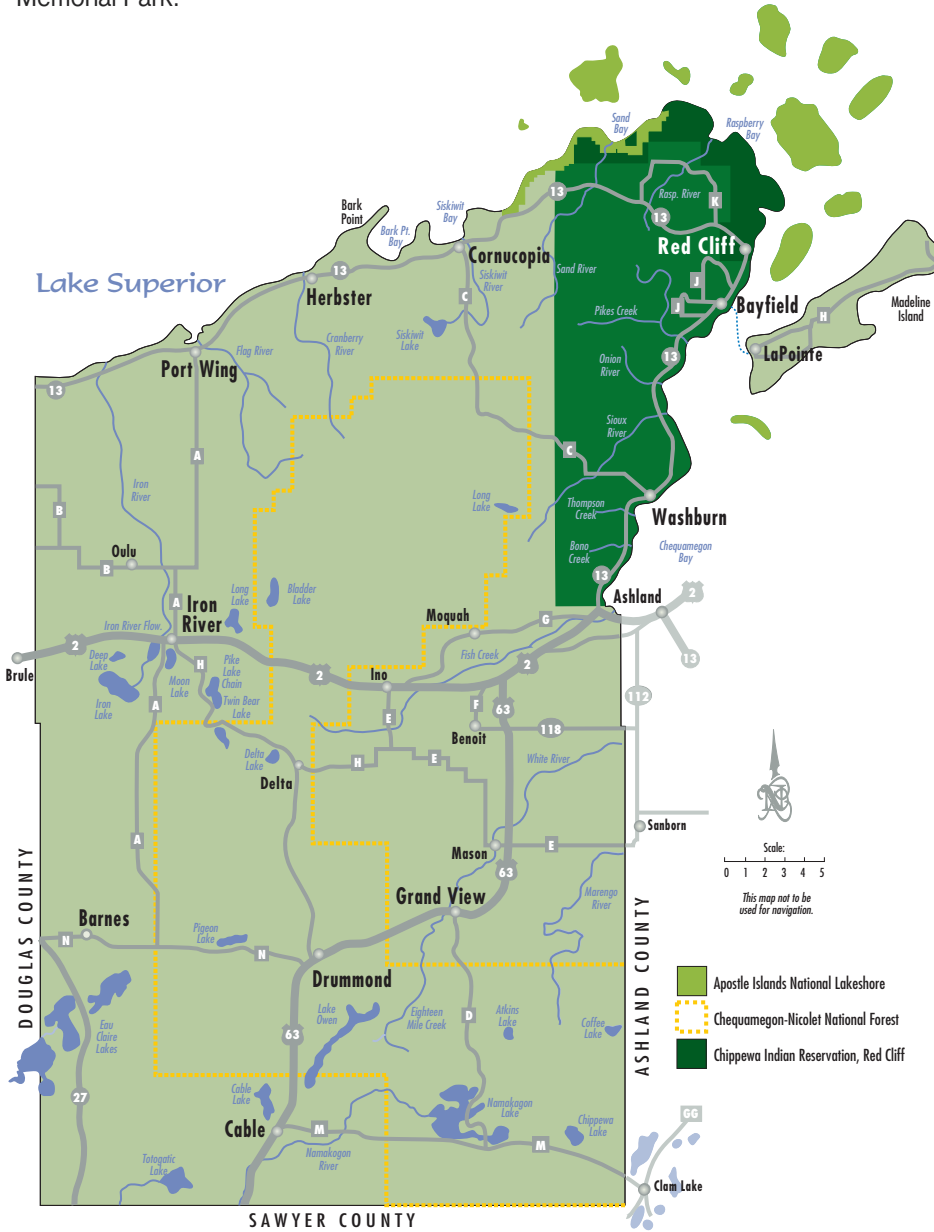 Memorial Park.
Sand
Bay
Raspberry
Bay
Rasp. River
13
K
13
Bark
Point
Siskiwit
Bay
Bark Pt.
Bay
Red Cliff
Cornucopia
13
Lake Superior
Herbster
Siskiwit
River
Sand River
J
J
Bayfield
Madeline
Island
H
C
Pikes Creek
Siskiwit
Lake
LaPointe
Cranberry
River
Flag River
Port Wing
13
13
Onion
River
Sioux
River
A
C
Iron
River
Long
Lake
Thompson
Creek
Washburn
B
Bono
Creek
Chequamegon
Bay
Oulu
B
13
A
Long
Lake
Bladder
Lake
Ashland
2
Iron
River
Moquah
G
Iron River Flow.
2
Deep
Lake
H
Pike
Lake
Chain
Fish Creek
2
13
Brule
Moon
Lake
2
Ino
Iron
Lake
A
Twin Bear
Lake
E
F
63
112
Benoit
118
Delta
Lake
H
E
White River
Delta
A
Mason
E
Sanborn
Scale:
0 1 2 3 4 5
This map not to be
used for navigation.
63
DOUGLAS COUNTY
Grand View
Marengo
River
Barnes
N
Pigeon
Lake
N
Drummond
ASHLAND COUNTY
Apostle Islands National Lakeshore
Chequamegon-Nicolet National Forest
Chippewa Indian Reservation, Red Cliff
Eau
Claire
Lakes
63
Lake
Owen
Eighteen
Mile Creek
D
Atkins
Lake
Coffee
Lake
27
Cable
Lake
Namakagon
Lake
Chippewa
Lake
GG
Cable
M
M
Namakogon
River
Totogatic
Lake
Clam Lake
SAWYER COUNTY
N